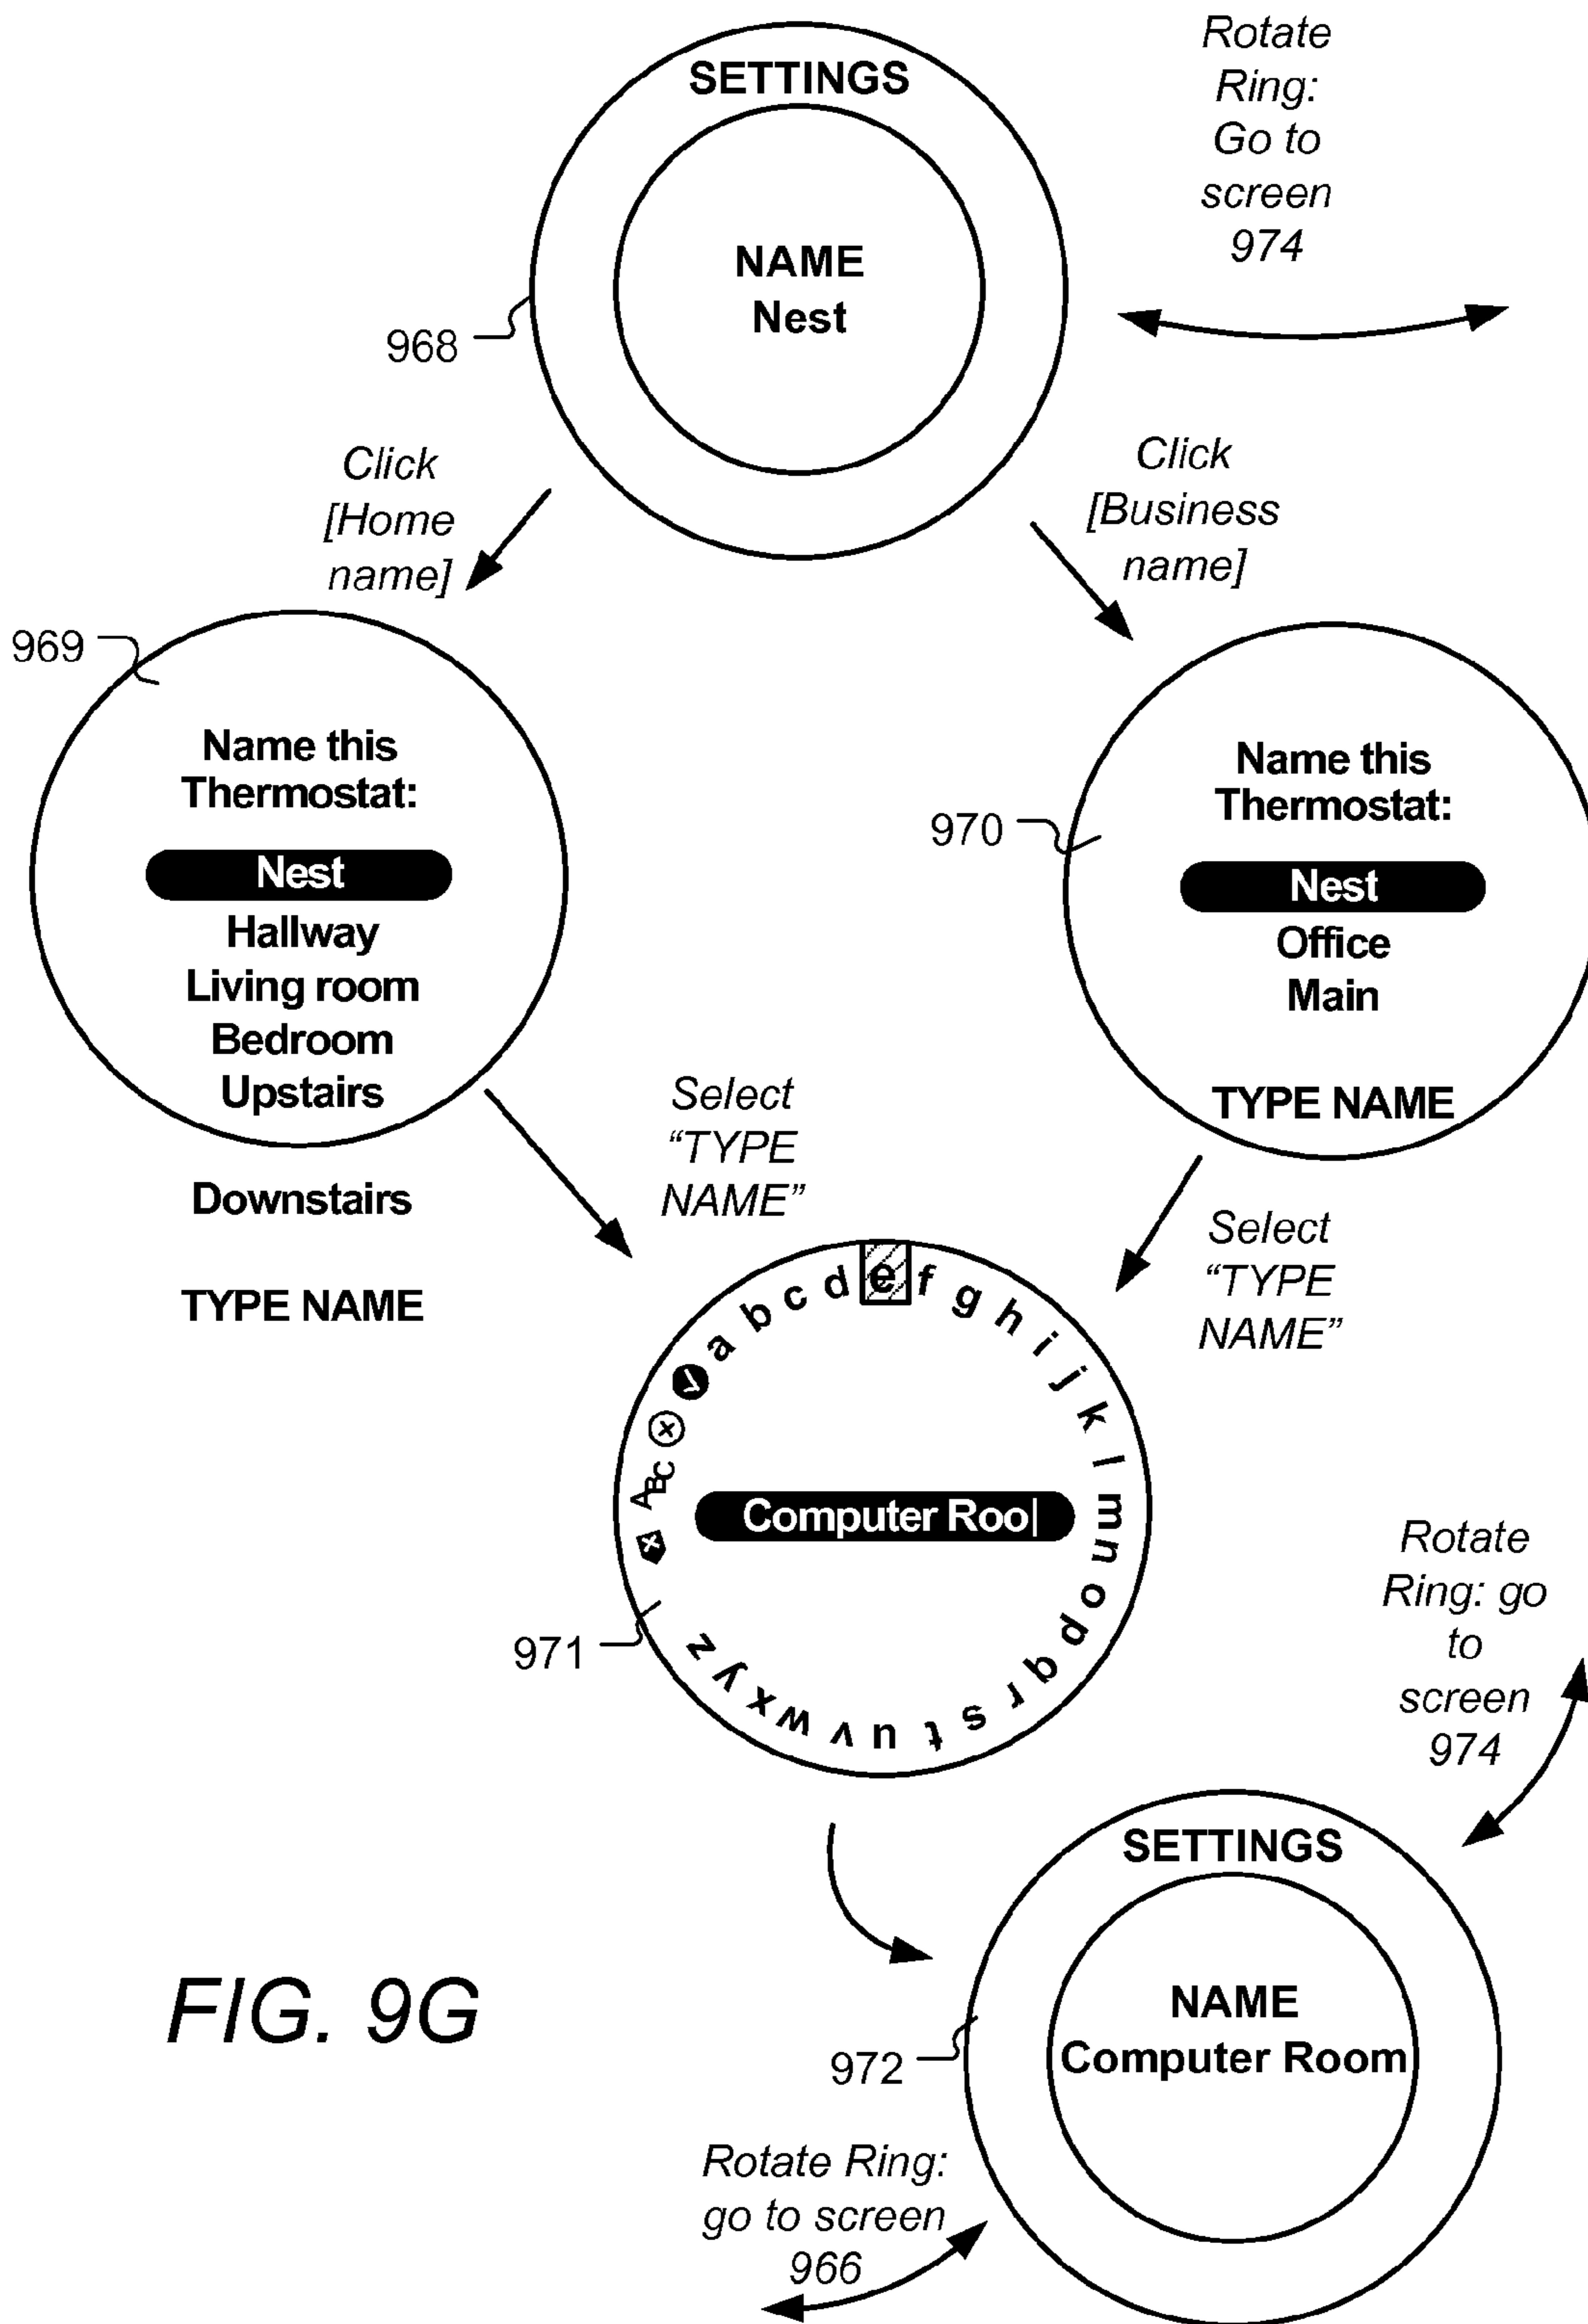 SETTINGS
NAME
Nest
968
Rotate
Ring:
Go to
screen
974
Click
[Home
name]
Click
[Business
name]
969
Name this
Thermostat:
Nest
Hallway
Living room
Bedroom
Upstairs
Downstairs
TYPE NAME
970
Name this
Thermostat:
Nest
Office
Main
TYPE NAME
Select
“TYPE
NAME”
Select
“TYPE
NAME”
a b c d e f g h i j k l m n o p q r s t u v w x y z
ABC
Computer Roo
971
Rotate
Ring: go
to
screen
974
SETTINGS
NAME
Computer Room
972
Rotate Ring:
go to screen
966
FIG. 9G